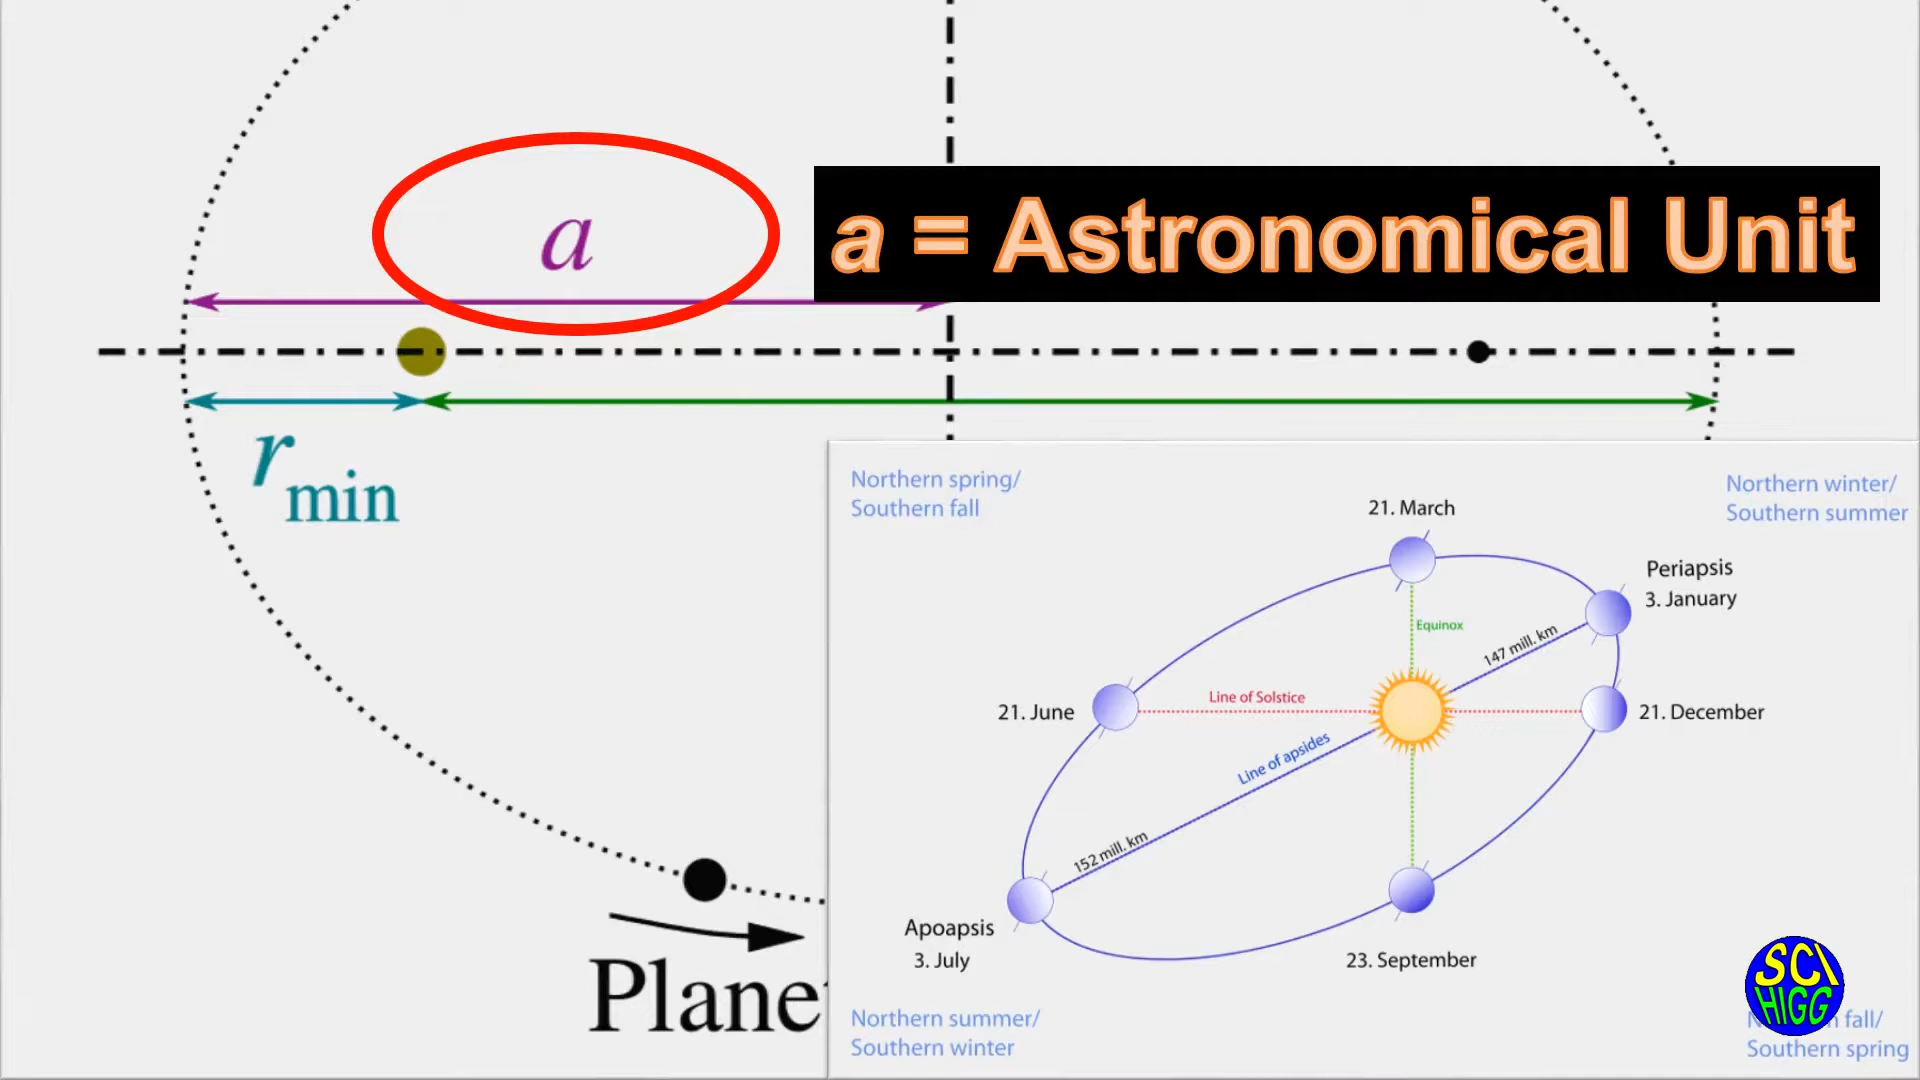 a
a = Astronomical Unit
r min
Plane
Northern spring/
Southern fall
21. March
Northern winter/
Southern summer
Periapsis
3. January
Equinox
147 mill. km
21. June
Line of Solstice
21. December
Line of apsides
152 mill. km
Apoapsis
3. July
23. September
Northern summer/
Southern winter
fall/
Southern spring
SCI
HIGG